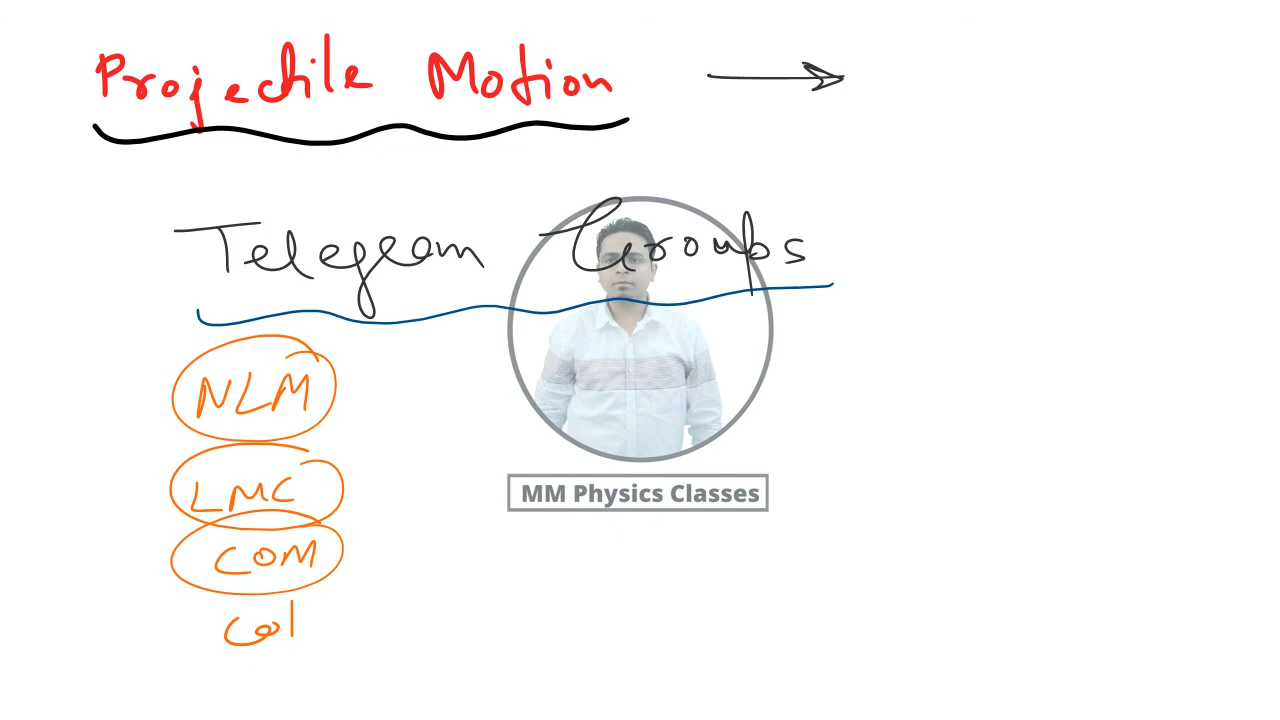 Projectile Motion
Telegram Groups
NLM
LMC
COM
Col
MM Physics Classes